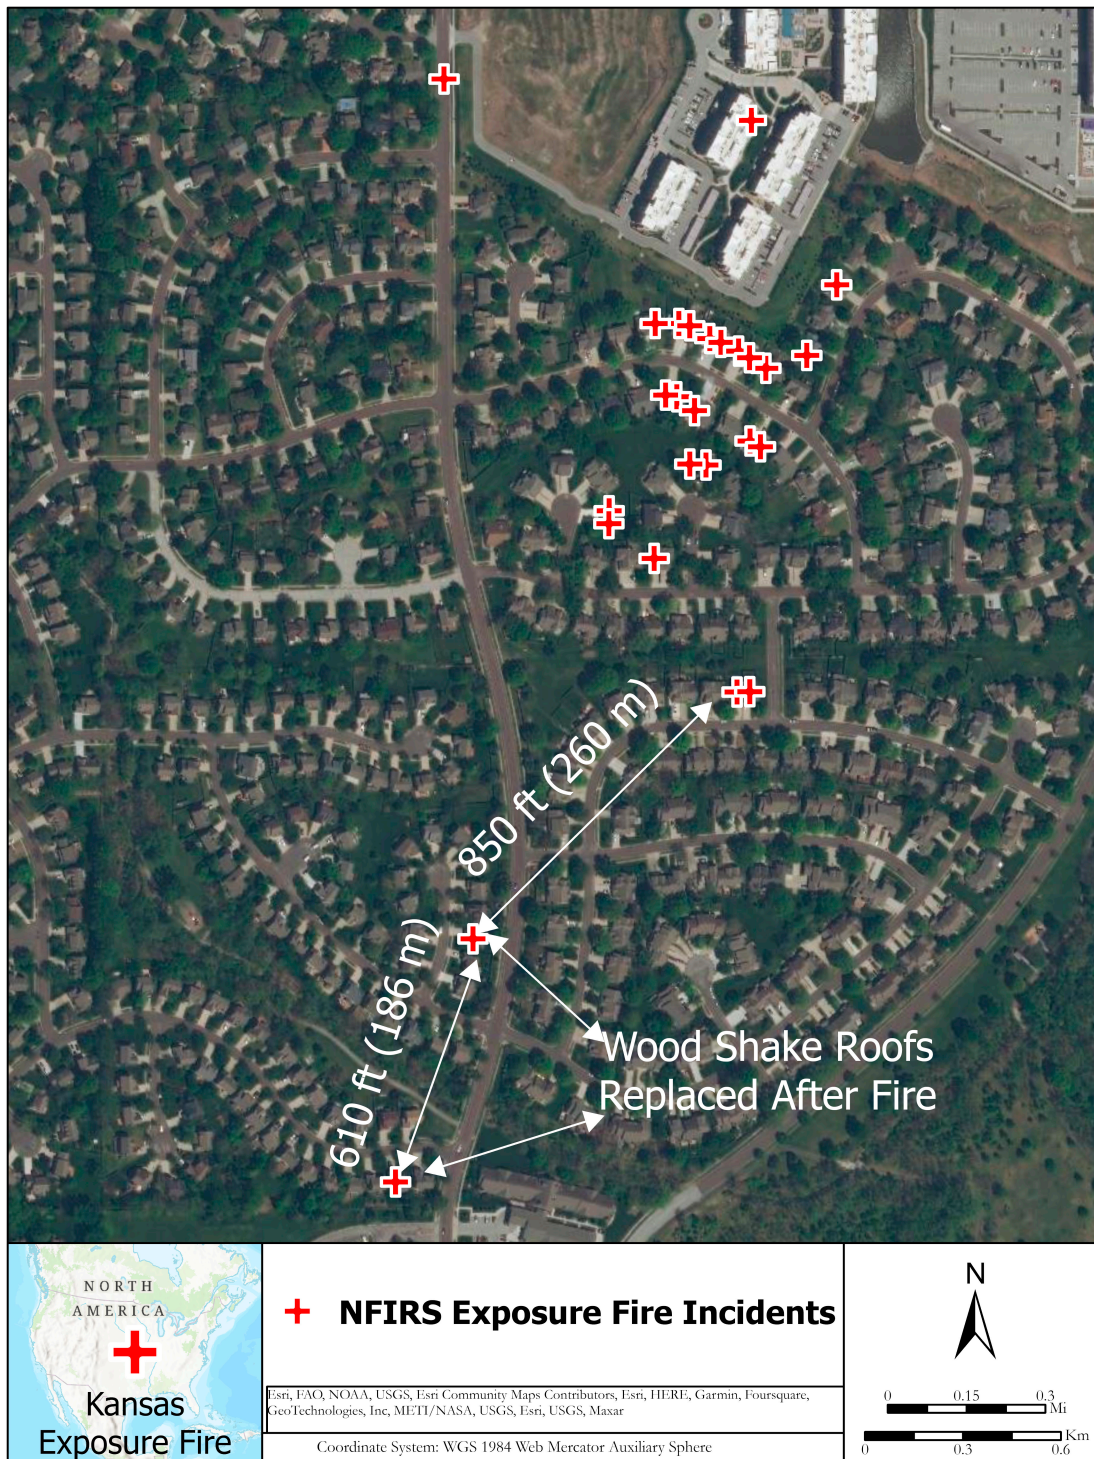 850 ft (260 m)
610 ft (186 m)
Wood Shake Roofs
Replaced After Fire
NORTH
AMERICA
Kansas
Exposure Fire
NFIRS Exposure Fire Incidents
Esri, FAO, NOAA, USGS, Esri Community Maps Contributors, Esri, HERE, Garmin, Foursquare,
GeoTechnologies, Inc, METI/NASA, USGS, Esri, USGS, Maxar
Coordinate System: WGS 1984 Web Mercator Auxiliary Sphere
N
0 0.15 0.3
Mi
Km
0 0.3 0.6